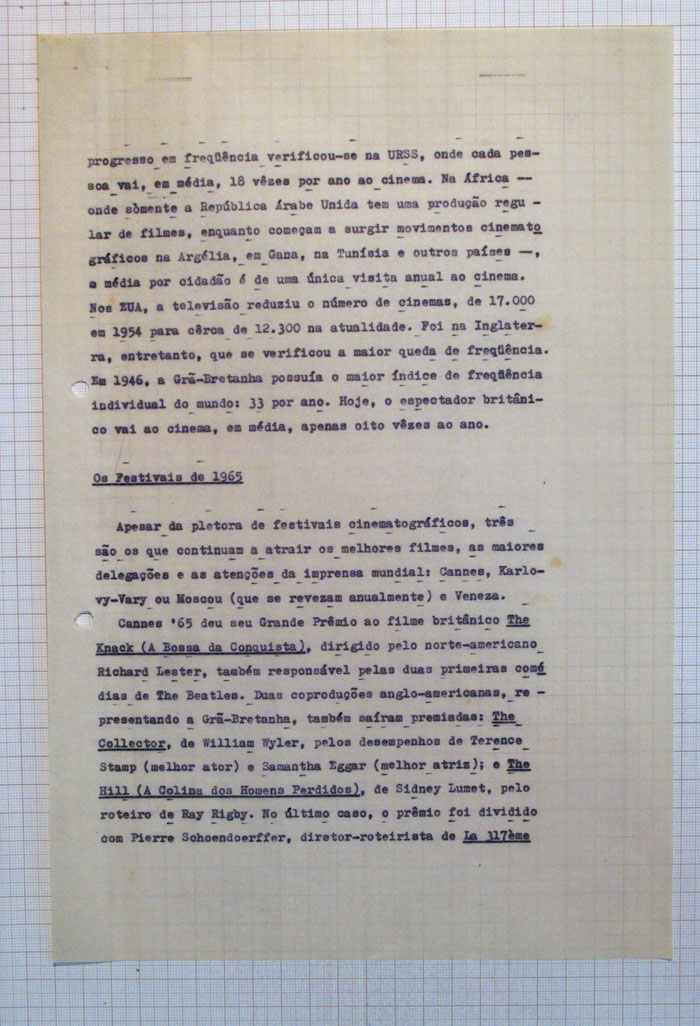 progresso em freqüência verificou-se na URSS, onde cada pes-
soa vai, em média, 18 vêzes por ano ao cinema. Na África --
onde sòmente a República Árabe Unida tem uma produção regu -
lar de filmes, enquanto começam a surgir movimentos cinemato
gráficos na Argélia, em Gana, na Tunísia e outros países --,
a média por cidadão é de uma única visita anual ao cinema.
Nos EUA, a televisão reduziu o número de cinemas, de 17.000
em 1954 para cêrca de 12.300 na atualidade. Foi na Inglater-
ra, entretanto, que se verificou a maior queda de freqüência.
Em 1946, a Grã-Bretanha possuía o maior índice de freqüência
individual do mundo: 33 por ano. Hoje, o espectador britâni-
co vai ao cinema, em média, apenas oito vêzes ao ano.
Os Festivais de 1965
Apesar da pletora de festivais cinematográficos, três
são os que continuam a atrair os melhores filmes, as maiores
delegações e as atenções da imprensa mundial: Cannes, Karlo-
vy-Vary ou Moscou (que se revezam anualmente) e Veneza.
Cannes '65 deu seu Grande Prêmio ao filme britânico The
Knack (A Bossa da Conquista), dirigido pelo norte-americano
Richard Lester, também responsável pelas duas primeiras comé
dias de The Beatles. Duas coproduções anglo-americanas, re -
presentando a Grã-Bretanha, também saíram premiadas: The
Collector, de William Wyler, pelos desempenhos de Terence
Stamp (melhor ator) e Samantha Eggar (melhor atriz); e The
Hill (A Colina dos Homens Perdidos), de Sidney Lumet, pelo
roteiro de Ray Rigby. No último caso, o prêmio foi dividido
com Pierre Schoendoerffer, diretor-roteirista de La 317ème